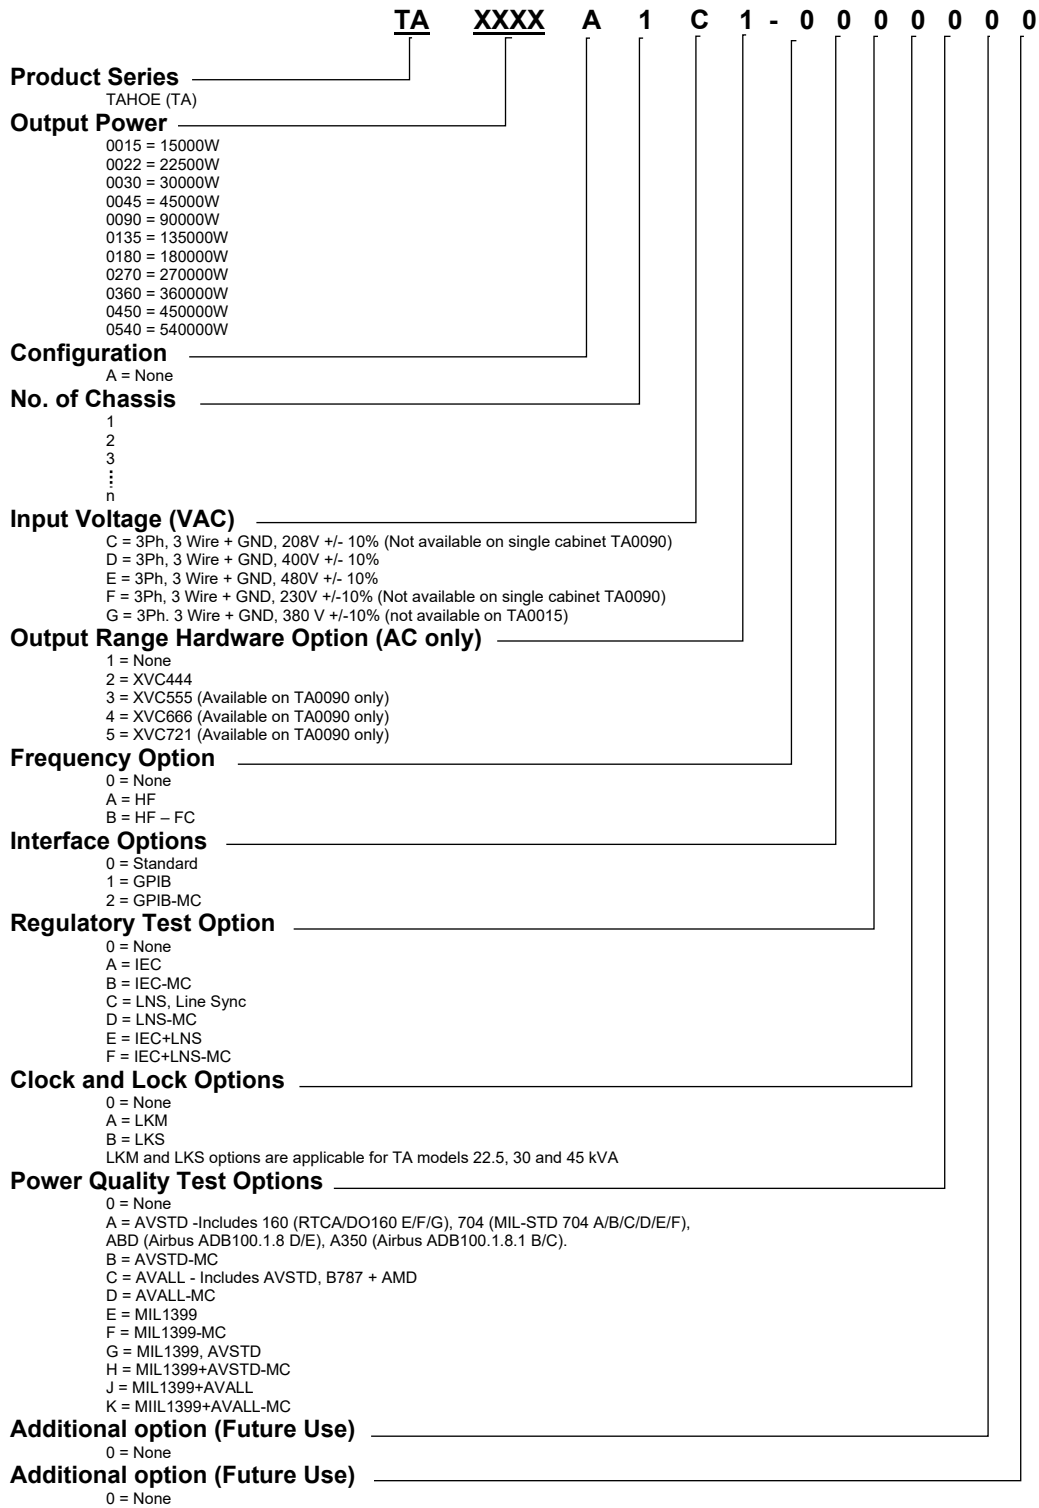 TA XXXX A 1 C 1 - 0 0 0 0 0 0 0
Product Series
TAHOE (TA)
Output Power
0015 = 15000W
0022 = 22500W
0030 = 30000W
0045 = 45000W
0090 = 90000W
0135 = 135000W
0180 = 180000W
0270 = 270000W
0360 = 360000W
0450 = 450000W
0540 = 540000W
Configuration
A = None
No. of Chassis
1
2
3
n
Input Voltage (VAC)
C = 3Ph, 3 Wire + GND, 208V +/- 10% (Not available on single cabinet TA0090)
D = 3Ph, 3 Wire + GND, 400V +/- 10%
E = 3Ph, 3 Wire + GND, 480V +/- 10%
F = 3Ph, 3 Wire + GND, 230V +/-10% (Not available on single cabinet TA0090)
G = 3Ph. 3 Wire + GND, 380 V +/-10% (not available on TA0015)
Output Range Hardware Option (AC only)
1 = None
2 = XVC444
3 = XVC555 (Available on TA0090 only)
4 = XVC666 (Available on TA0090 only)
5 = XVC721 (Available on TA0090 only)
Frequency Option
0 = None
A = HF
B = HF – FC
Interface Options
0 = Standard
1 = GPIB
2 = GPIB-MC
Regulatory Test Option
0 = None
A = IEC
B = IEC-MC
C = LNS, Line Sync
D = LNS-MC
E = IEC+LNS
F = IEC+LNS-MC
Clock and Lock Options
0 = None
A = LKM
B = LKS
LKM and LKS options are applicable for TA models 22.5, 30 and 45 kVA
Power Quality Test Options
0 = None
A = AVSTD -Includes 160 (RTCA/DO160 E/F/G), 704 (MIL-STD 704 A/B/C/D/E/F),
ABD (Airbus ADB100.1.8 D/E), A350 (Airbus ADB100.1.8.1 B/C).
B = AVSTD-MC
C = AVALL - Includes AVSTD, B787 + AMD
D = AVALL-MC
E = MIL1399
F = MIL1399-MC
G = MIL1399, AVSTD
H = MIL1399+AVSTD-MC
J = MIL1399+AVALL
K = MIIL1399+AVALL-MC
Additional option (Future Use)
0 = None
Additional option (Future Use)
0 = None